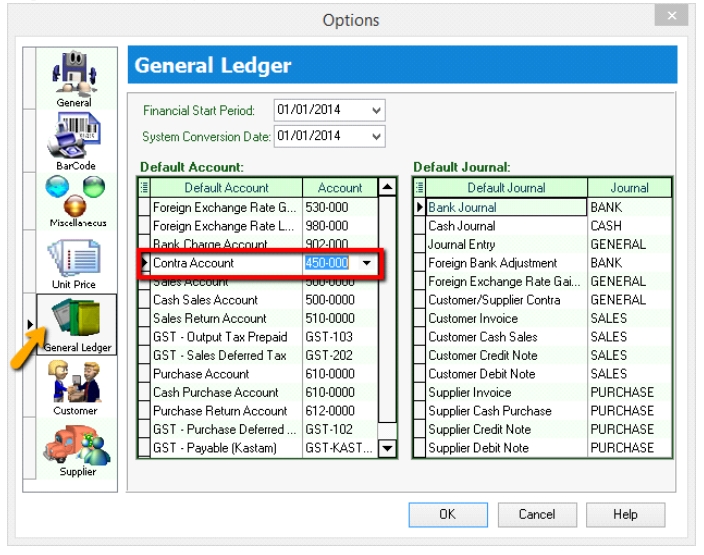 Options
General
BarCode
Miscellanecus
Unit Price
General Ledger
Customer
Supplier
General Ledger
Financial Start Period: 01/01/2014
System Conversion Date: 01/01/2014
Default Account:
Default Account Account
Foreign Exchange Rate G... 530-000
Foreign Exchange Rate L... 980-000
Bank Charge Account 902-000
Contra Account 450-000
Sales Account 500-0000
Cash Sales Account 500-0000
Sales Return Account 510-0000
GST - Output Tax Prepaid GST-103
GST - Sales Deferred Tax GST-202
Purchase Account 610-0000
Cash Purchase Account 610-0000
Purchase Return Account 612-0000
GST - Purchase Deferred ... GST-102
GST - Payable (Kastam) GST-KAST...
Default Journal:
Default Journal Journal
Bank Journal BANK
Cash Journal CASH
Journal Entry GENERAL
Foreign Bank Adjustment BANK
Foreign Exchange Rate Gai... GENERAL
Customer/Supplier Contra GENERAL
Customer Invoice SALES
Customer Cash Sales SALES
Customer Credit Note SALES
Customer Debit Note SALES
Supplier Invoice PURCHASE
Supplier Cash Purchase PURCHASE
Supplier Credit Note PURCHASE
Supplier Debit Note PURCHASE
OK Cancel Help